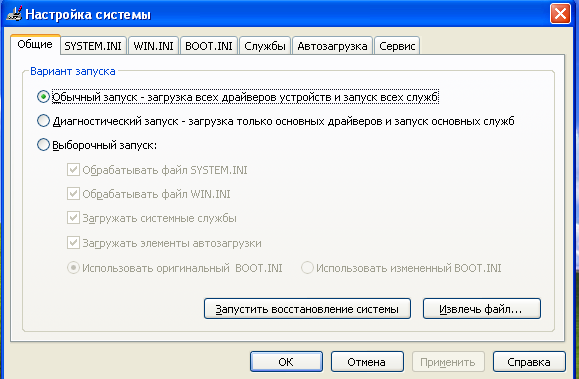 Настройка системы
Общие SYSTEM.INI WIN.INI BOOT.INI Службы Автозагрузка Сервис
Вариант запуска
Обычный запуск - загрузка всех драйверов устройств и запуск всех служб
Диагностический запуск - загрузка только основных драйверов и запуск основных служб
Выборочный запуск:
Обрабатывать файл SYSTEM.INI
Обрабатывать файл WIN.INI
Загружать системные службы
Загружать элементы автозагрузки
Использовать оригинальный BOOT.INI Использовать измененный BOOT.INI
Запустить восстановление системы Извлечь файл...
ОК Отмена Применить Справка